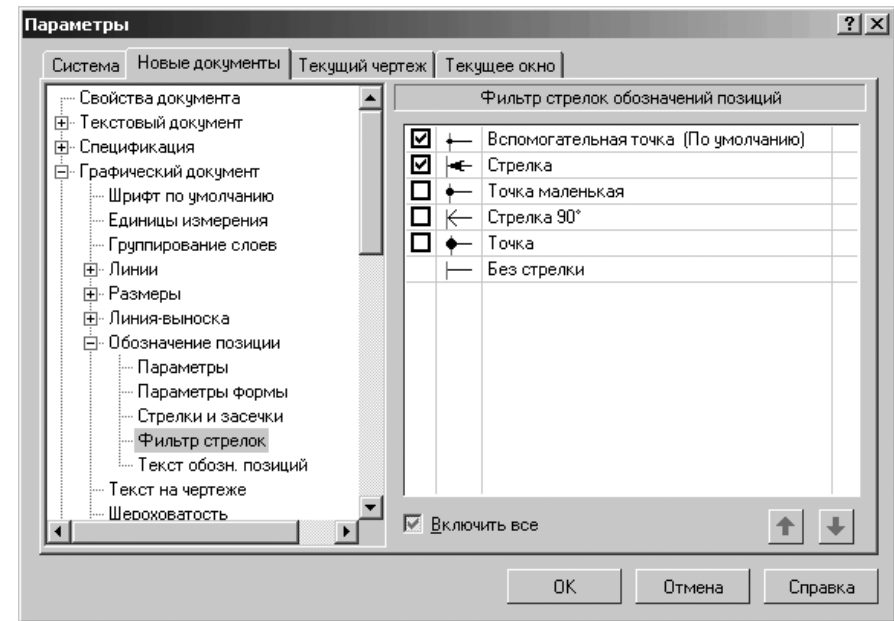 Параметры
Система Новые документы Текущий чертеж Текущее окно
Свойства документа
Текстовый документ
Спецификация
Графический документ
Шрифт по умолчанию
Единицы измерения
Группирование слоев
Линии
Размеры
Линия-выноска
Обозначение позиции
Параметры
Параметры формы
Стрелки и засечки
Фильтр стрелок
Текст обозн. позиций
Текст на чертеже
Шероховатость
Фильтр стрелок обозначений позиций
Вспомогательная точка (По умолчанию)
Стрелка
Точка маленькая
Стрелка 90°
Точка
Без стрелки
Включить все
OK Отмена Справка